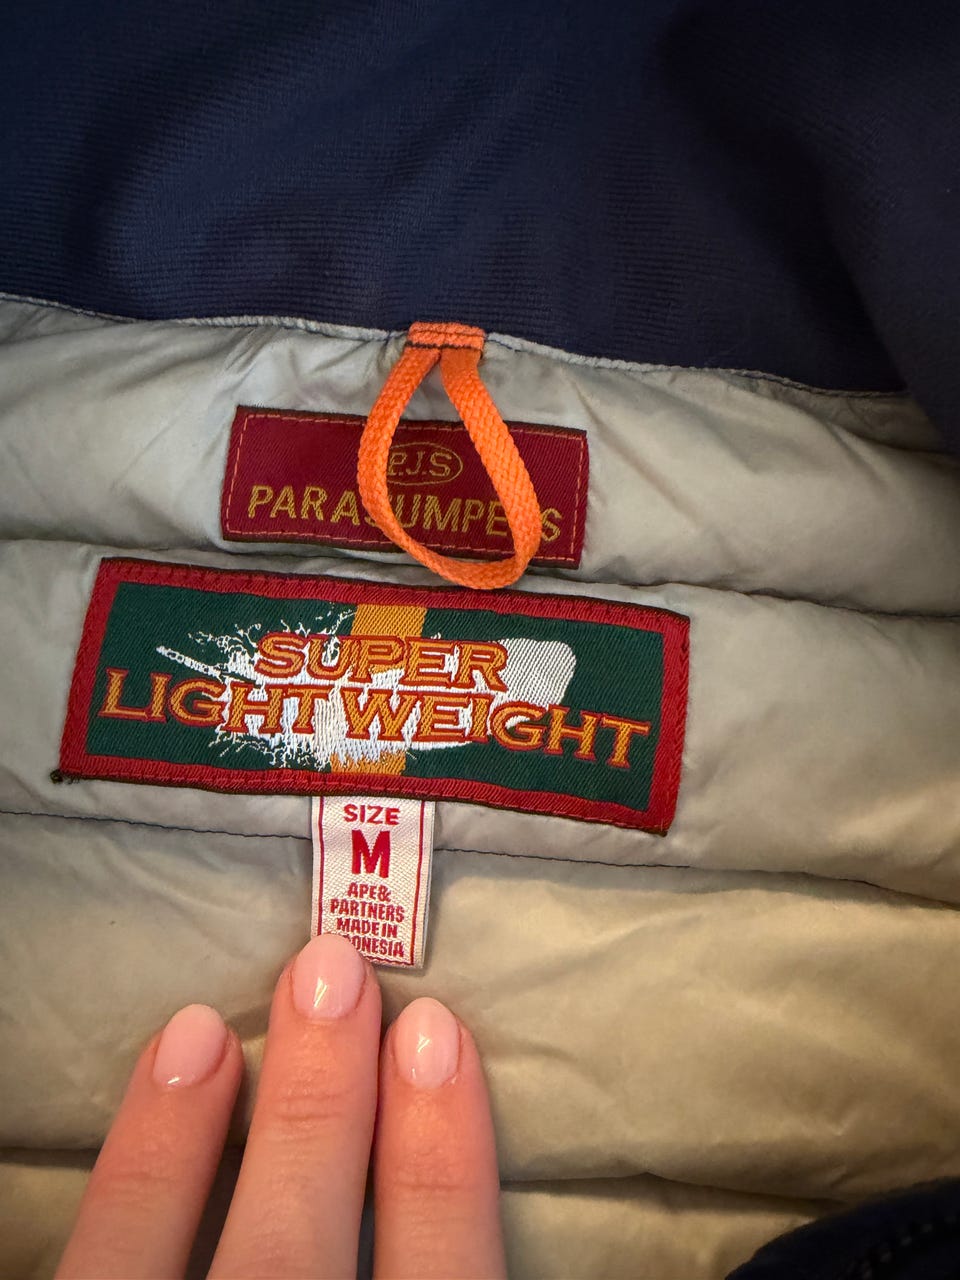 P.J.S
PARAJUMPERS
SUPER
LIGHT WEIGHT
SIZE
M
APE&
PARTNERS
MADE IN
INDONESIA